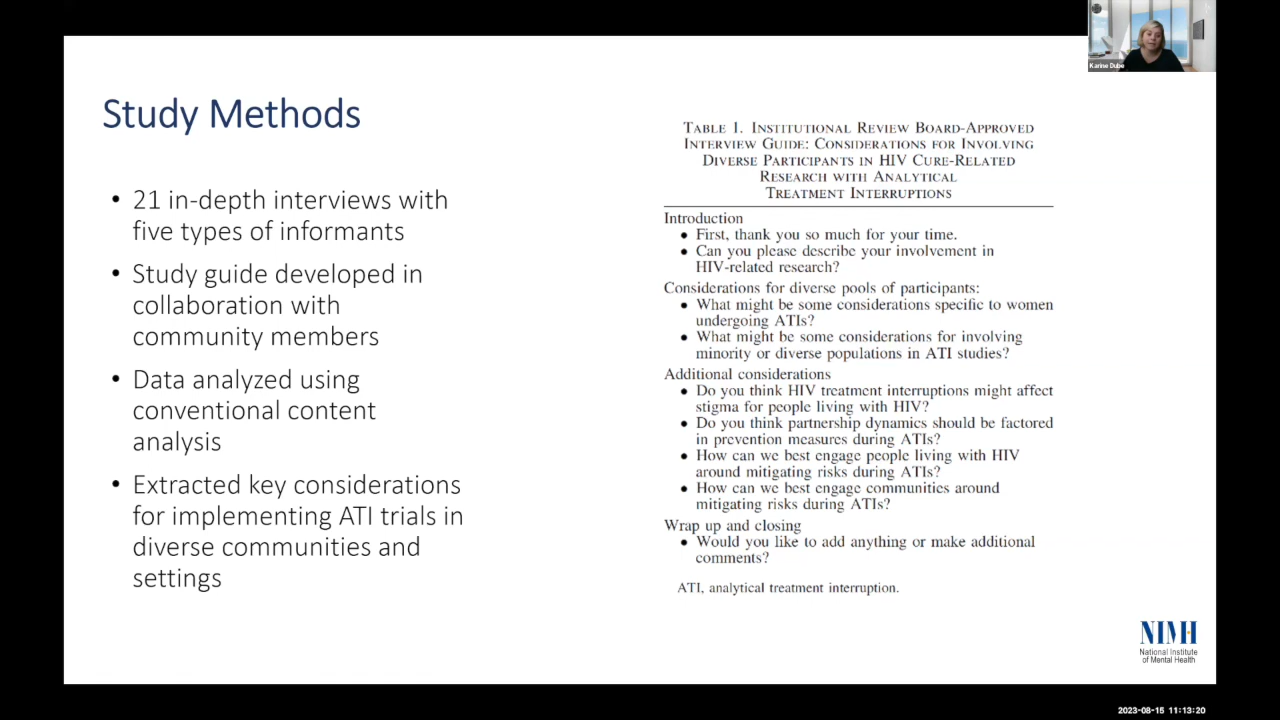 Karine Dube
Study Methods
• 21 in-depth interviews with
five types of informants
• Study guide developed in
collaboration with
community members
• Data analyzed using
conventional content
analysis
• Extracted key considerations
for implementing ATI trials in
diverse communities and
settings
TABLE 1. INSTITUTIONAL REVIEW BOARD-APPROVED
INTERVIEW GUIDE: CONSIDERATIONS FOR INVOLVING
DIVERSE PARTICIPANTS IN HIV CURE-RELATED
RESEARCH WITH ANALYTICAL
TREATMENT INTERRUPTIONS
Introduction
• First, thank you so much for your time.
• Can you please describe your involvement in
HIV-related research?
Considerations for diverse pools of participants:
• What might be some considerations specific to women
undergoing ATIs?
• What might be some considerations for involving
minority or diverse populations in ATI studies?
Additional considerations
• Do you think HIV treatment interruptions might affect
stigma for people living with HIV?
• Do you think partnership dynamics should be factored
in prevention measures during ATIs?
• How can we best engage people living with HIV
around mitigating risks during ATIs?
• How can we best engage communities around
mitigating risks during ATIs?
Wrap up and closing
• Would you like to add anything or make additional
comments?
ATI, analytical treatment interruption.
NIMH
National Institute
of Mental Health
2023-08-15 11:13:20